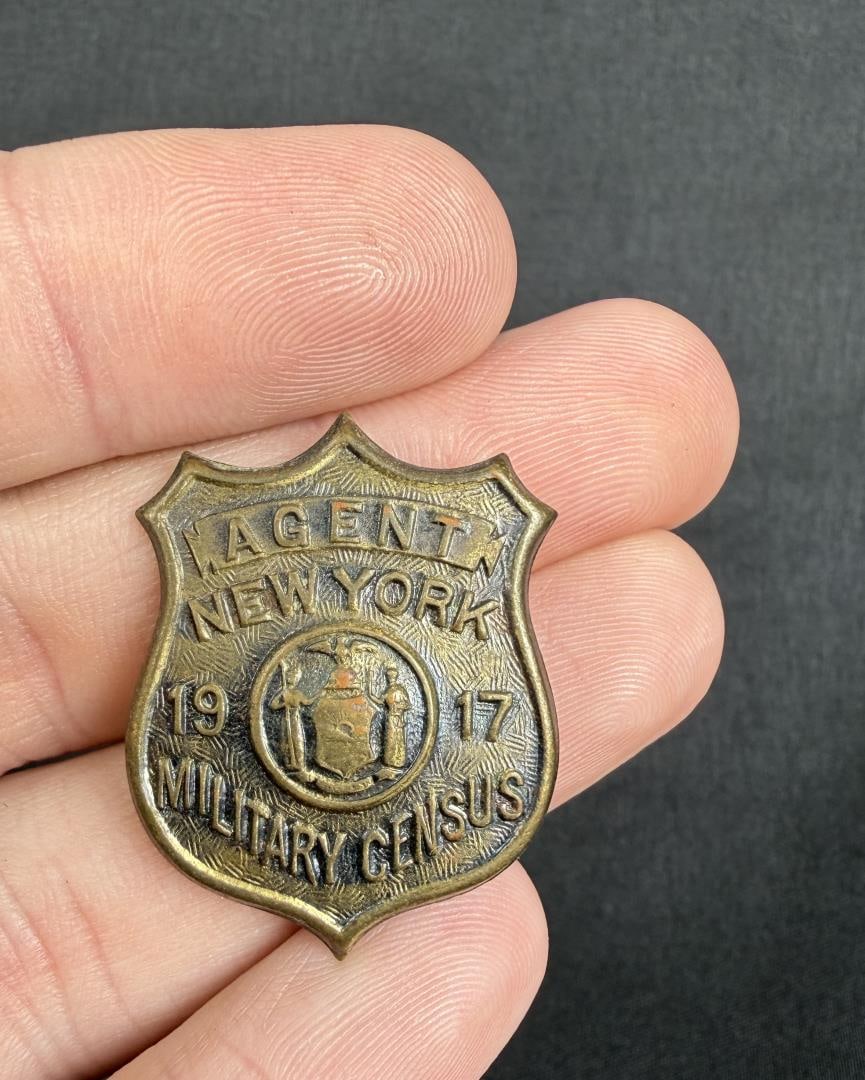 AGENT
NEW YORK
19 17
MILITARY CENSUS